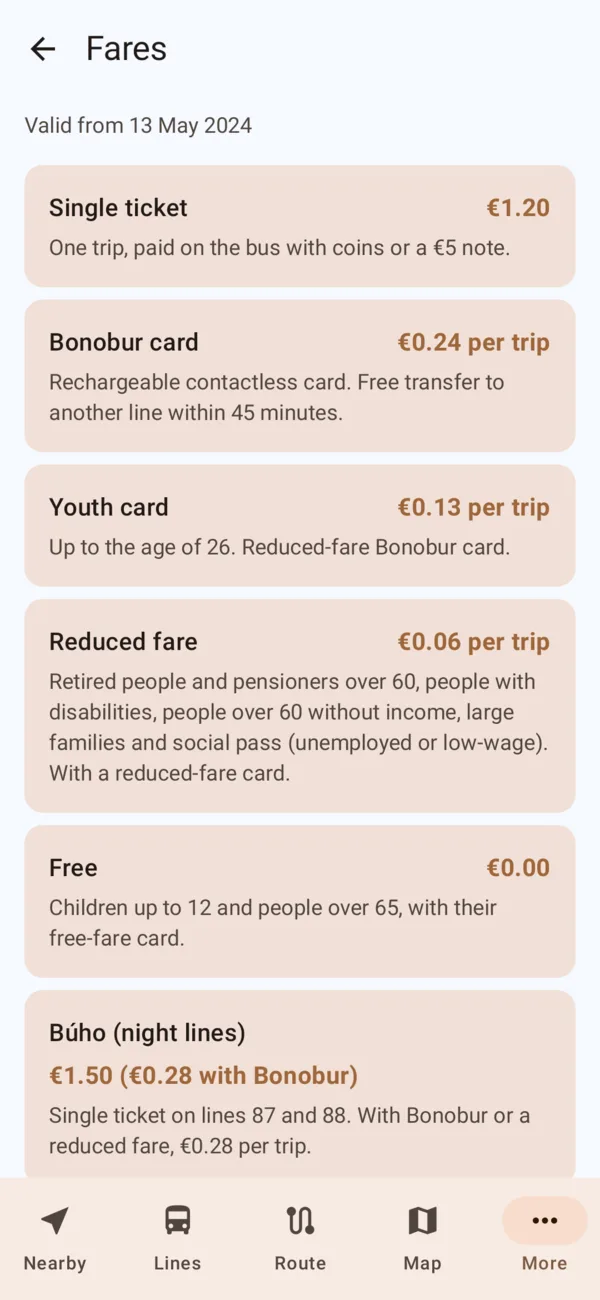 Fares
Valid from 13 May 2024
Single ticket €1.20
One trip, paid on the bus with coins or a €5 note.
Bonobur card €0.24 per trip
Rechargeable contactless card. Free transfer to
another line within 45 minutes.
Youth card €0.13 per trip
Up to the age of 26. Reduced-fare Bonobur card.
Reduced fare €0.06 per trip
Retired people and pensioners over 60, people with
disabilities, people over 60 without income, large
families and social pass (unemployed or low-wage).
With a reduced-fare card.
Free €0.00
Children up to 12 and people over 65, with their
free-fare card.
Búho (night lines)
€1.50 (€0.28 with Bonobur)
Single ticket on lines 87 and 88. With Bonobur or a
reduced fare, €0.28 per trip.
Nearby Lines Route Map More